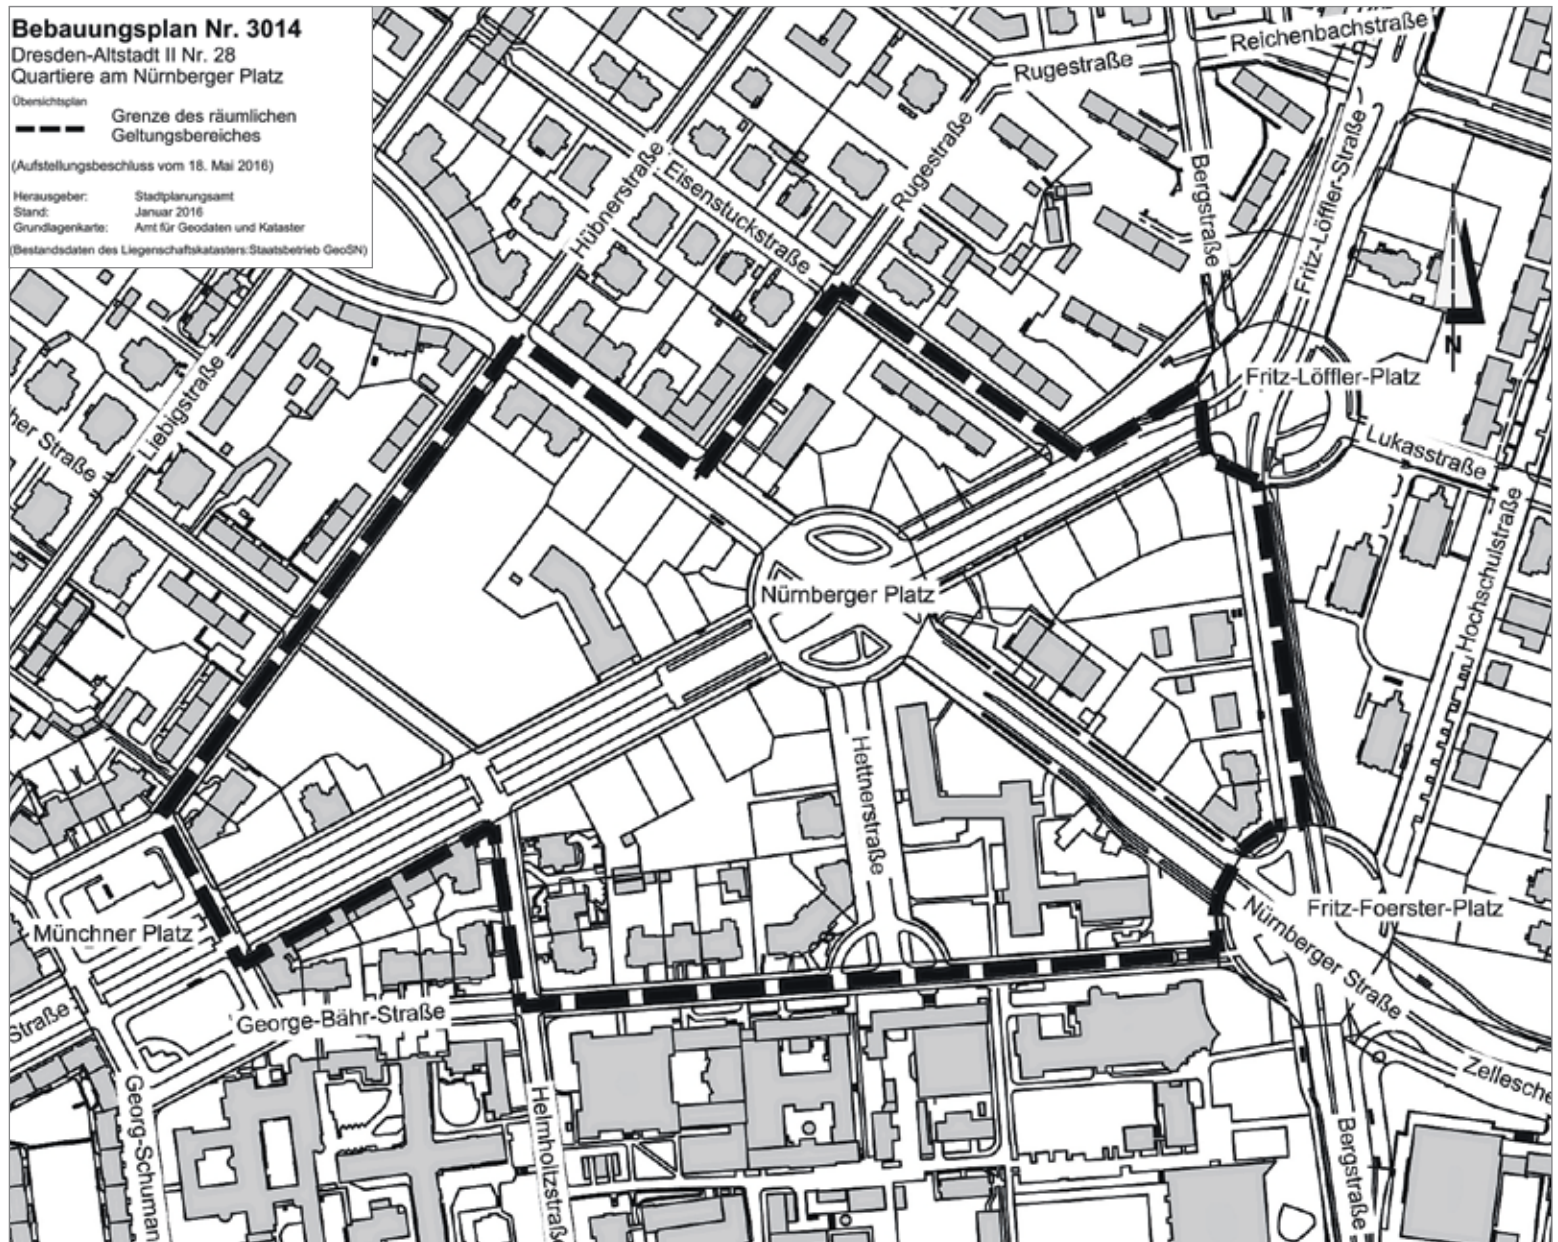 Bebauungsplan Nr. 3014
Dresden-Altstadt II Nr. 28
Quartiere am Nürnberger Platz
Übersichtsplan
Grenze des räumlichen
Geltungsbereiches
(Aufstellungsbeschluss vom 18. Mai 2016)
Herausgeber: Stadtplanungsamt
Stand: Januar 2016
Grundlagenkarte: Amt für Geodaten und Kataster
(Bestandsdaten des Liegenschaftskatasters:Staatsbetrieb GeoSN)
Reichenbachstraße
Rugestraße
Bergstraße
Fritz-Löffler-Straße
Rugestraße
Hübnerstraße
Eisenstuckstraße
N
Fritz-Löffler-Platz
Liebigstraße
her Straße
Lukasstraße
Hochschulstraße
Nürnberger Platz
Hettnerstraße
Münchner Platz
Fritz-Foerster-Platz
Nürnberger Straße
Straße
George-Bähr-Straße
Zellesche
Georg-Schuman
Helmholtzstraß
Bergstraße